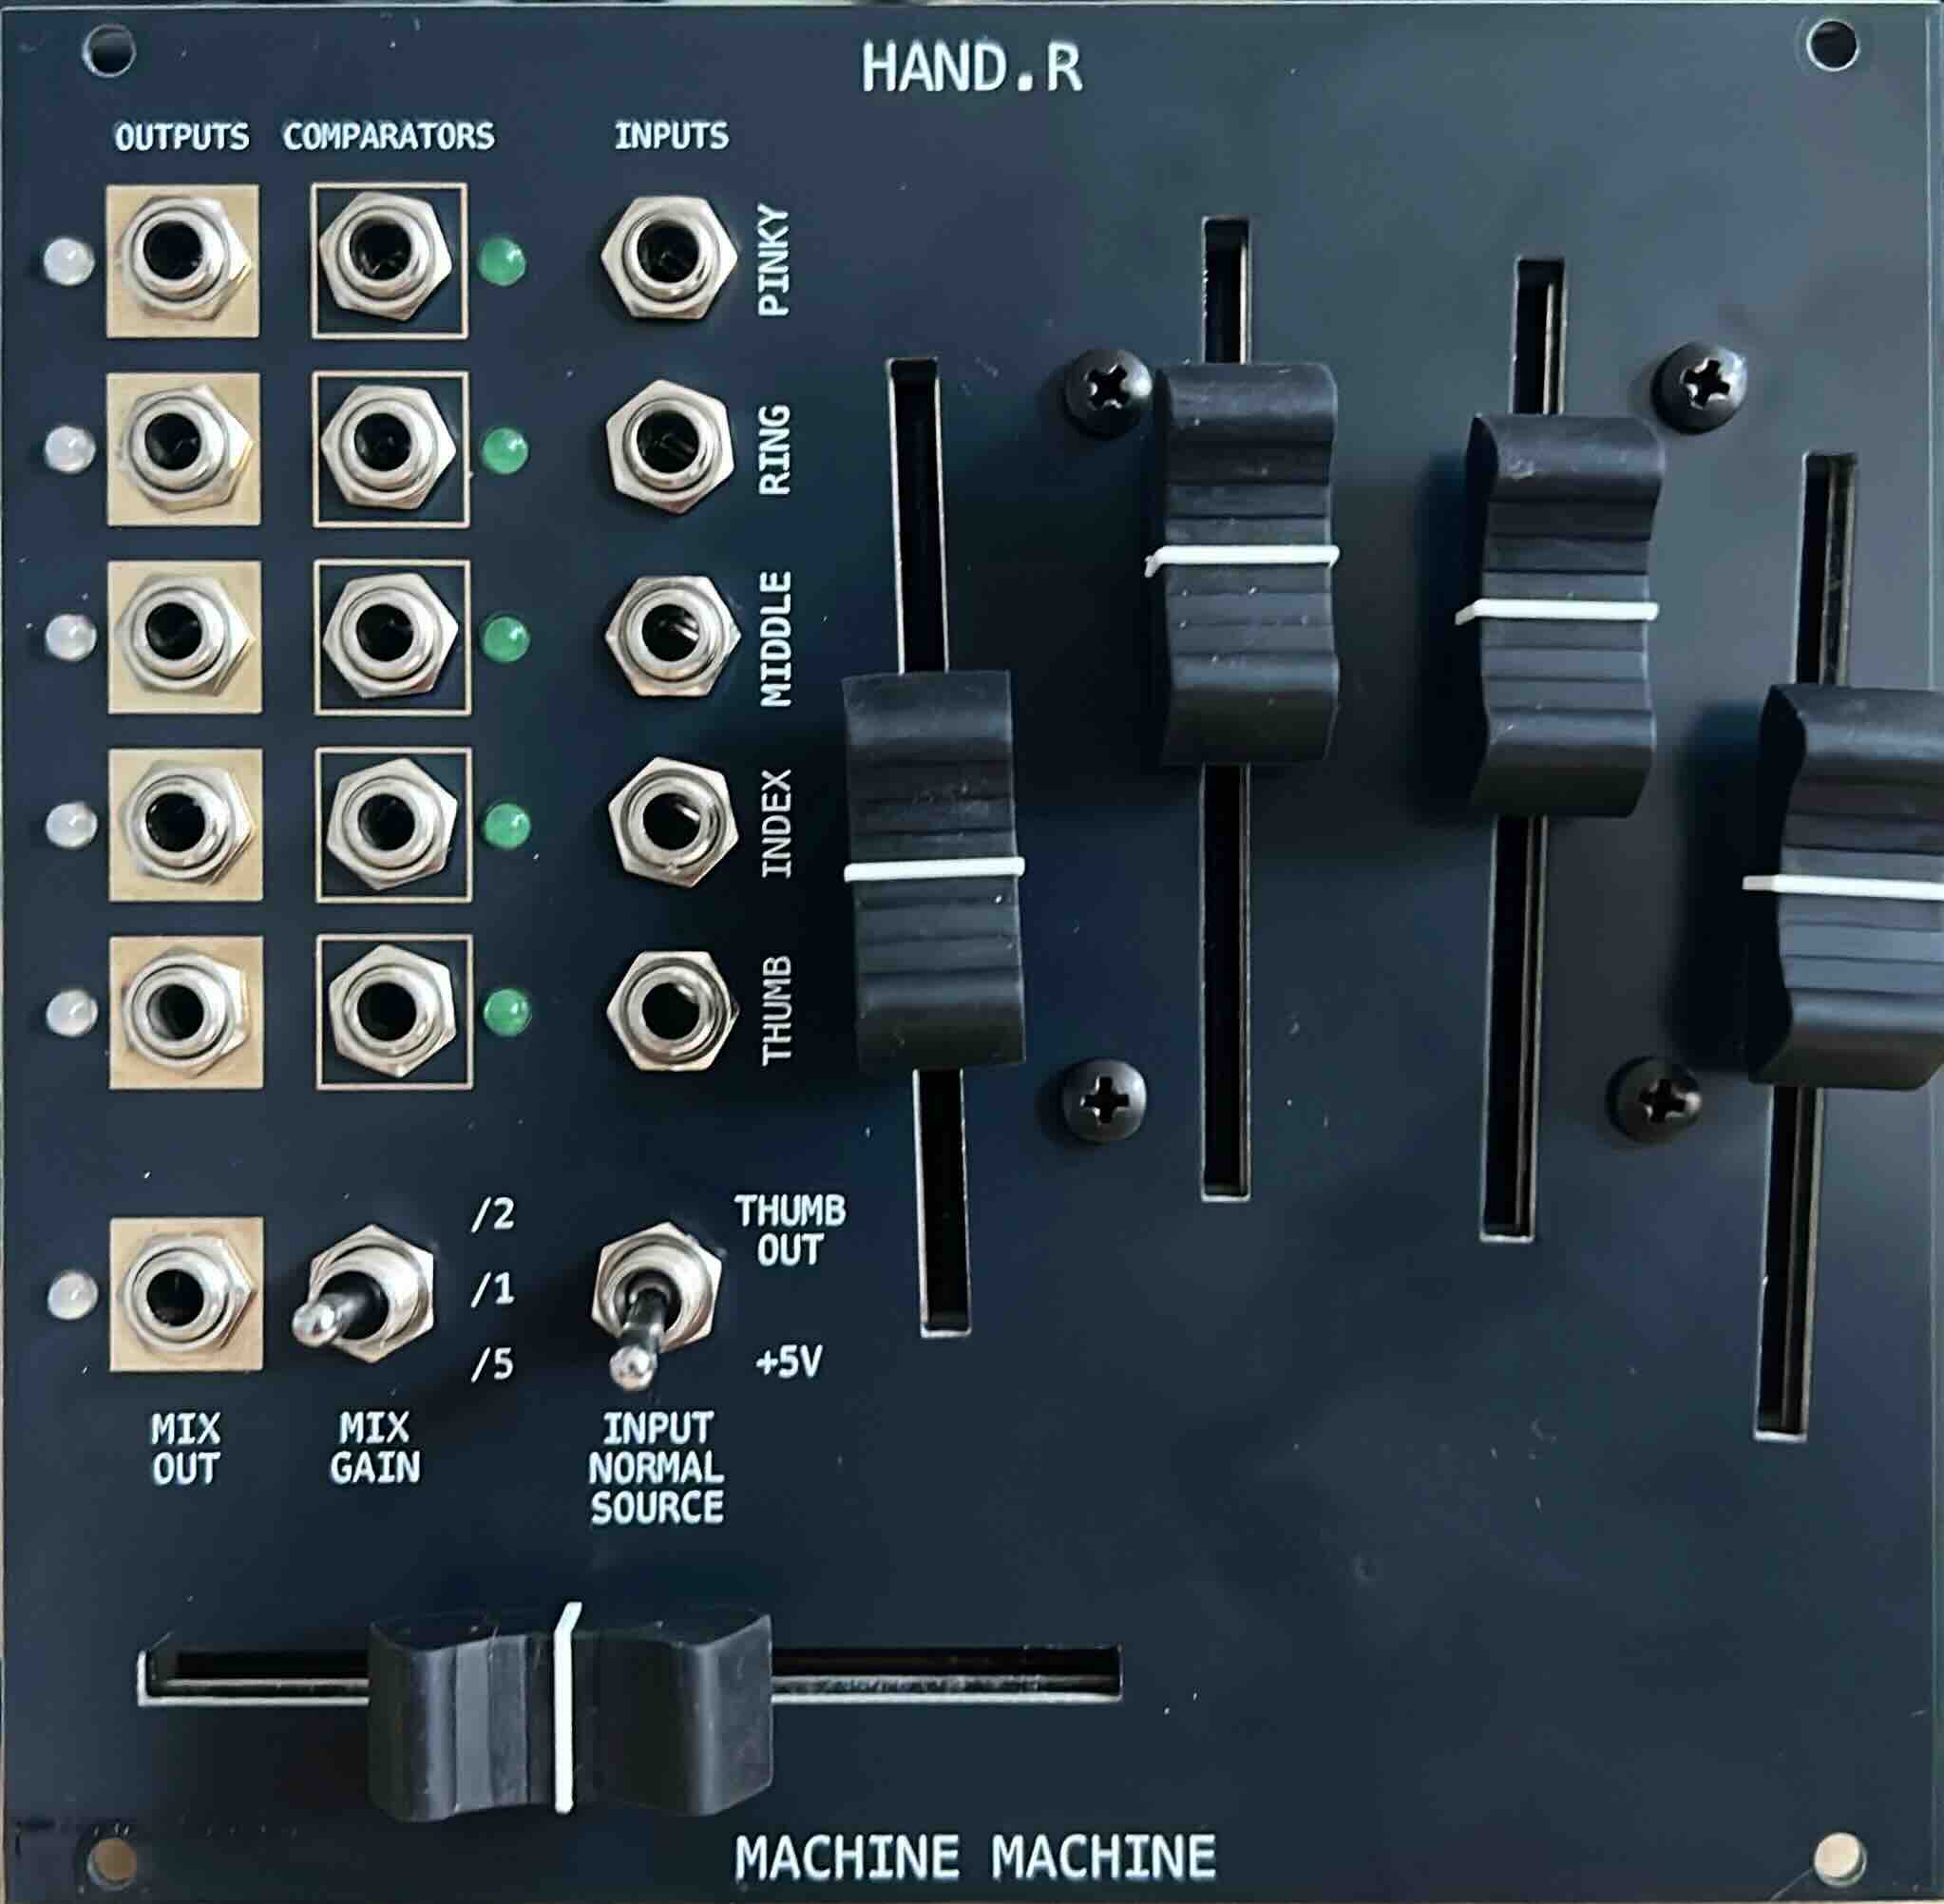 HAND.R
OUTPUTS COMPARATORS INPUTS
PINKY
RING
MIDDLE
INDEX
THUMB
/2
/1
/5
THUMB
OUT
+5V
MIX
OUT
MIX
GAIN
INPUT
NORMAL
SOURCE
MACHINE MACHINE